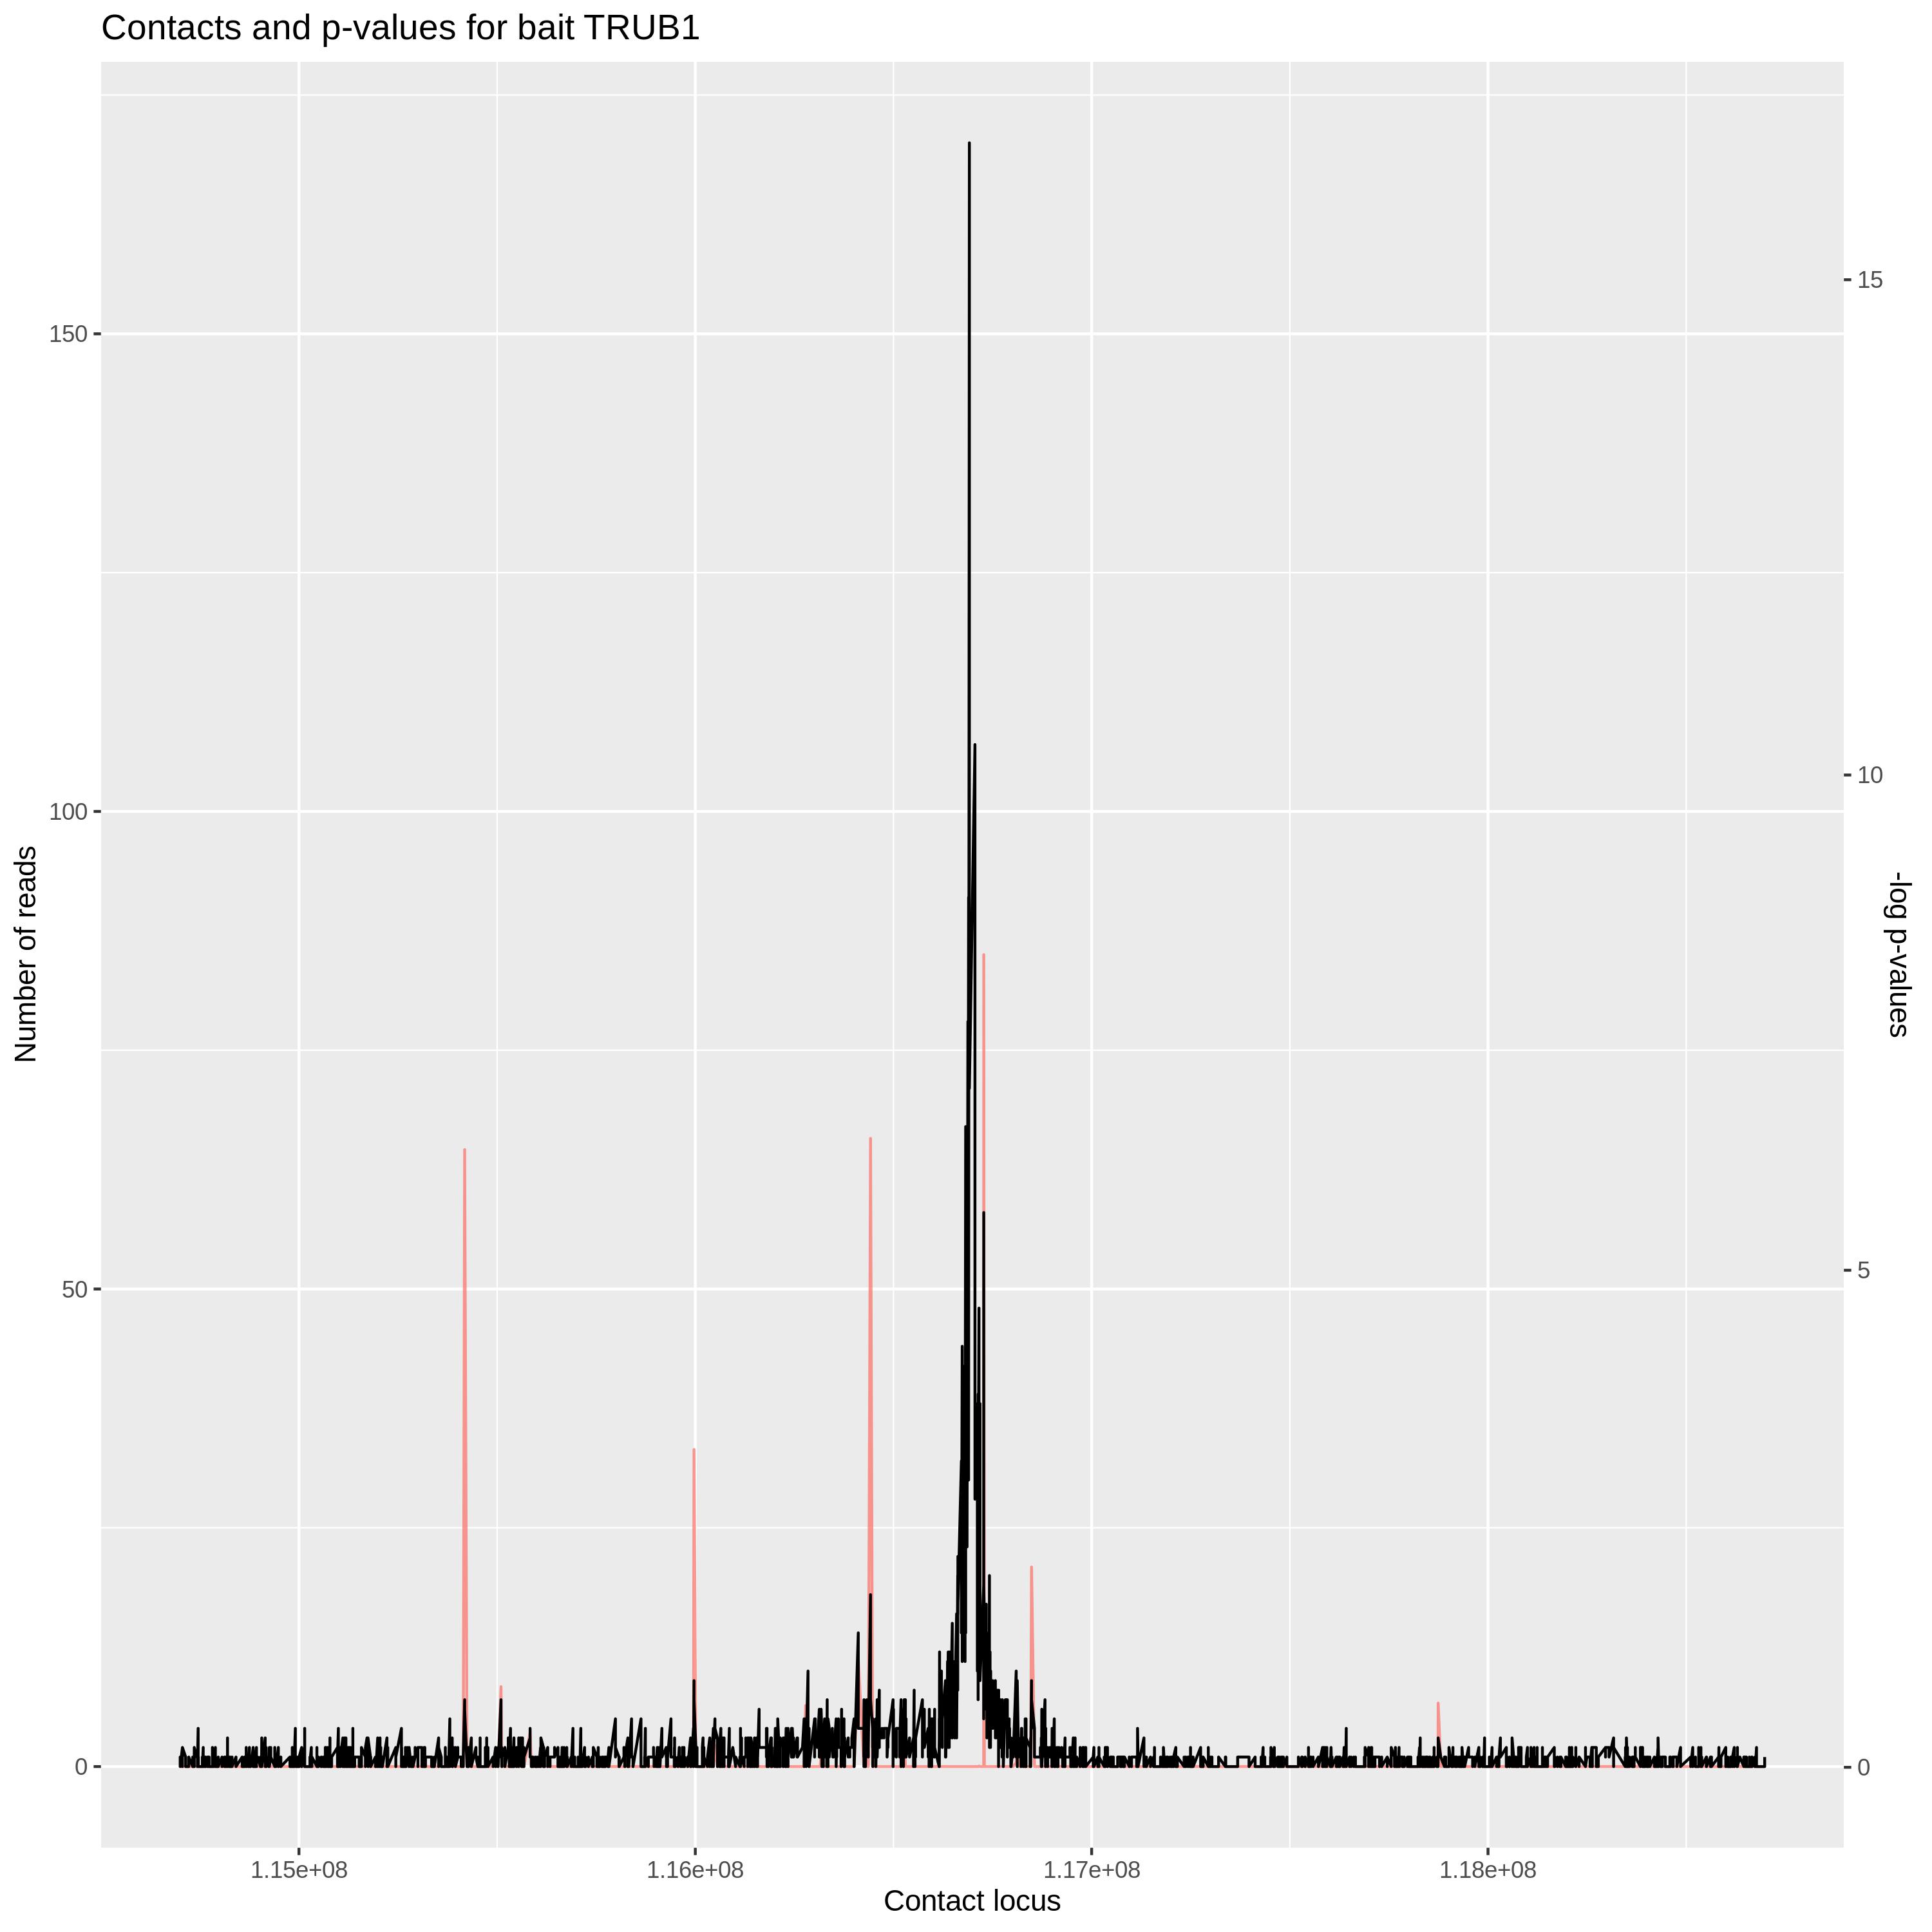 Contacts and p-values for bait TRUB1
150
100
50
0
Number of reads
15
10
5
0
-log p-values
1.15e+08 1.16e+08 1.17e+08 1.18e+08
Contact locus